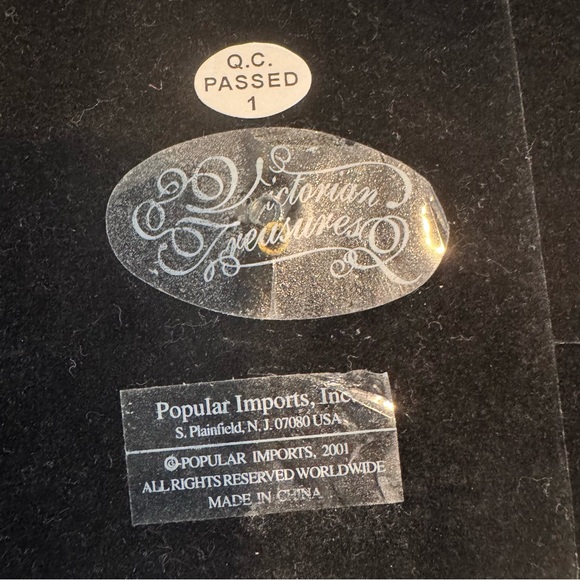 Q.C.
PASSED
1
Victorian
Treasures
Popular Imports, Inc.
S. Plainfield, N. J. 07080 USA
©POPULAR IMPORTS, 2001
ALL RIGHTS RESERVED WORLDWIDE
MADE IN CHINA